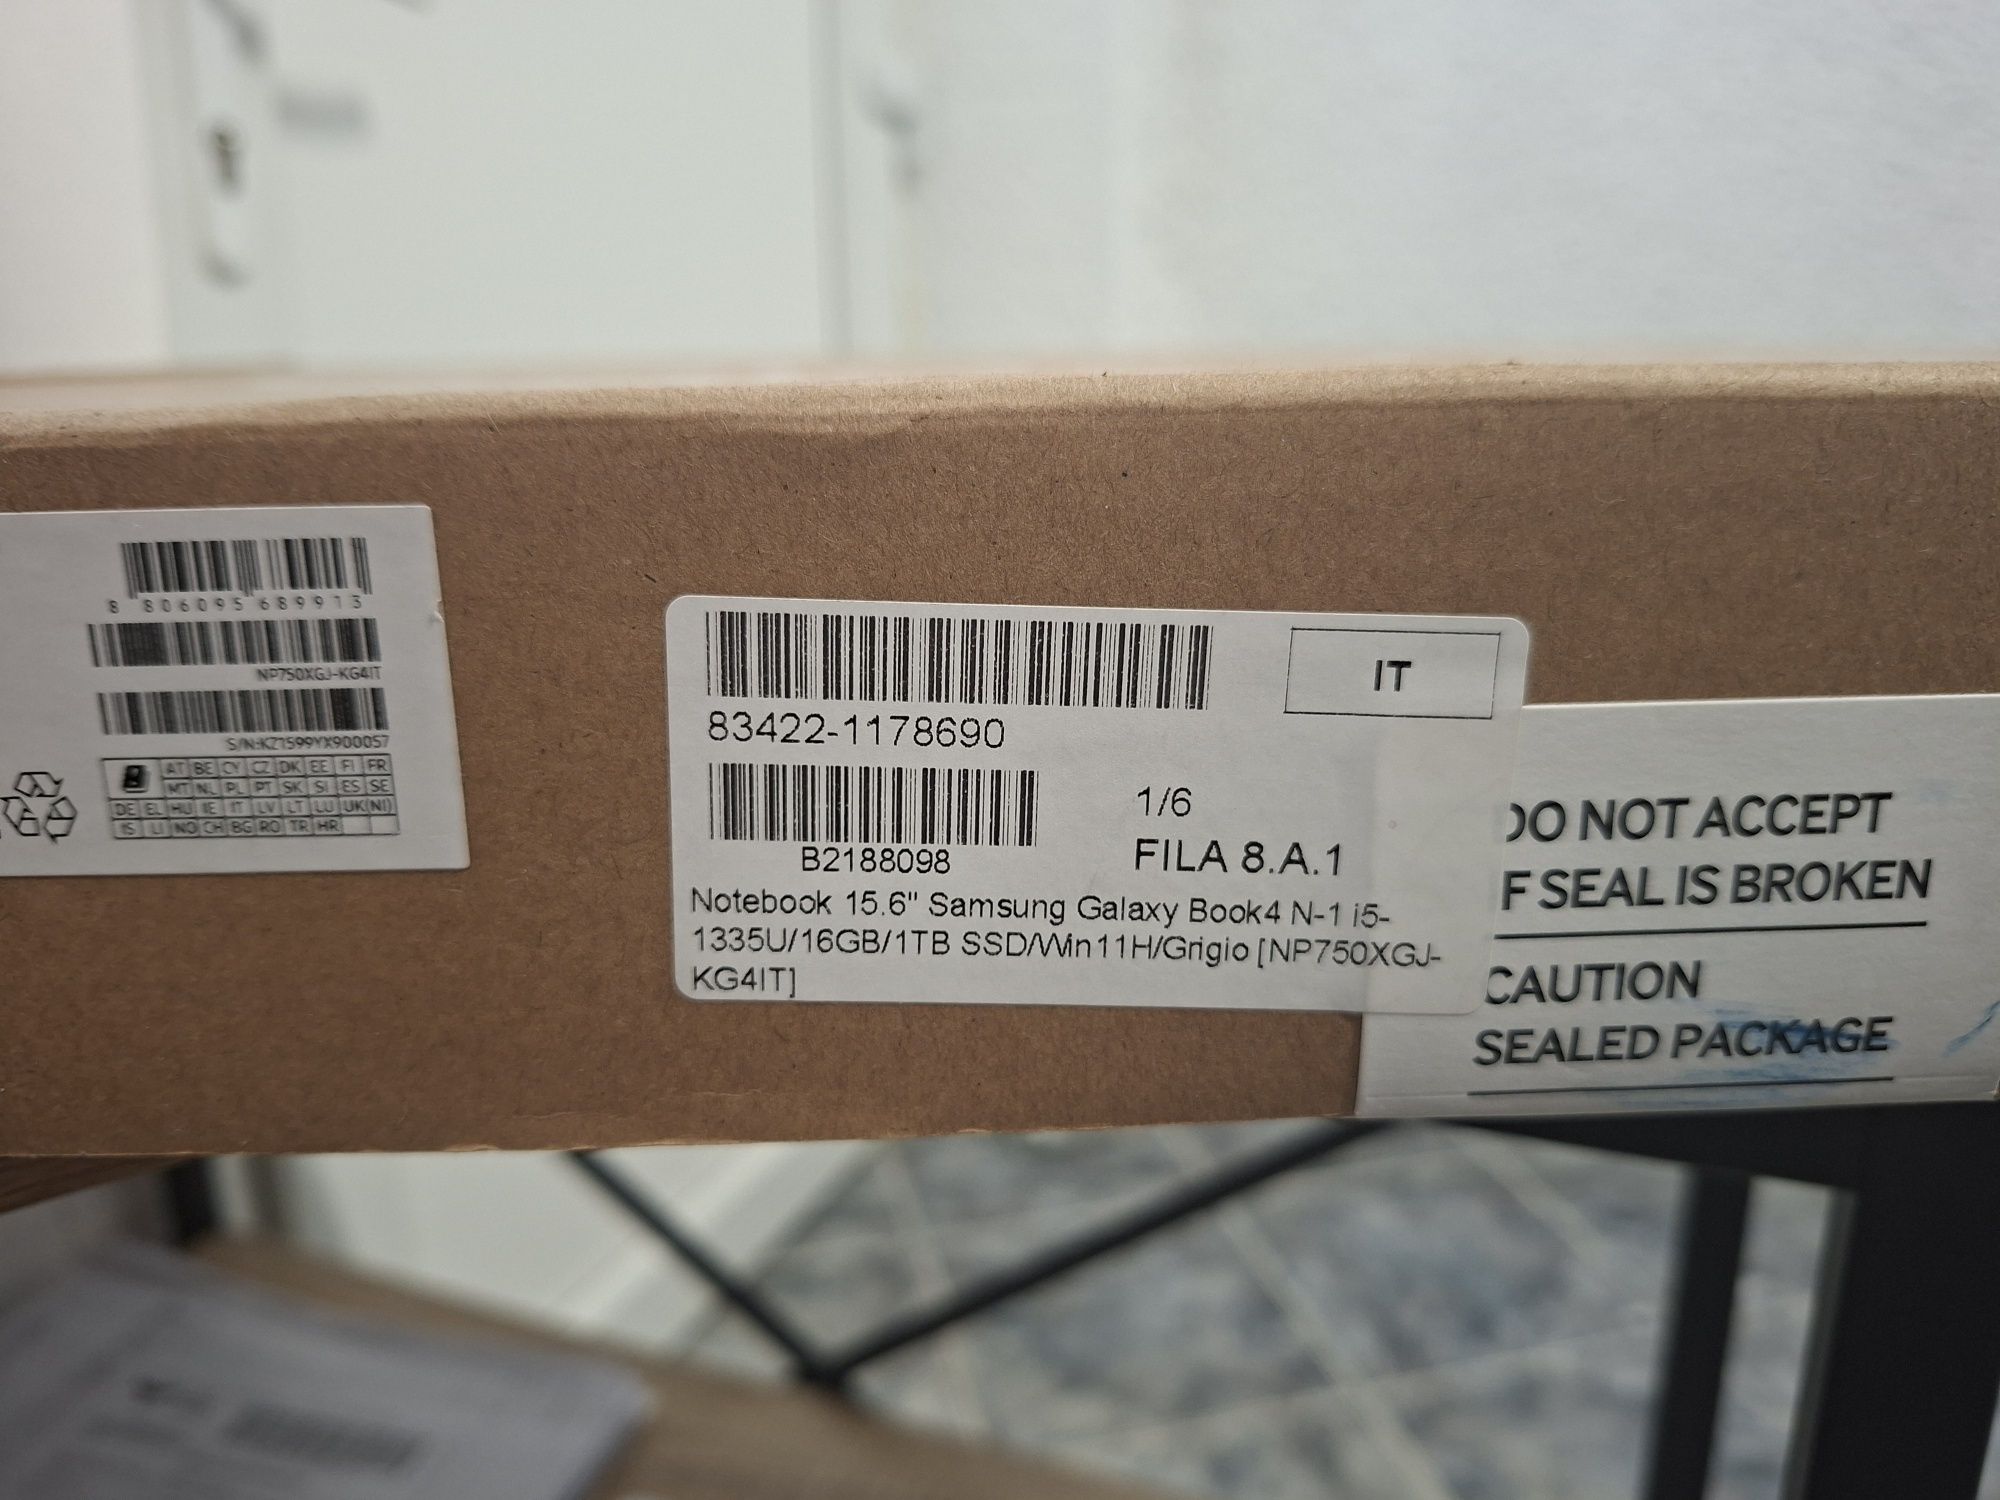 8 806095 689913
NP750XGJ-KG4IT
S/N:KZ1599YX900057
AT BE CY CZ DK EE FI FR
MT NL PL PT SK SI ES SE
DE EL HU IE IT LV LT LU UK(NI)
IS LI NO CH BG RO TR HR
IT
83422-1178690
1/6
B2188098
FILA 8.A.1
Notebook 15.6" Samsung Galaxy Book4 N-1 i5-
1335U/16GB/1TB SSD/Win11H/Grigio [NP750XGJ-
KG4IT]
DO NOT ACCEPT
F SEAL IS BROKEN
CAUTION
SEALED PACKAGE